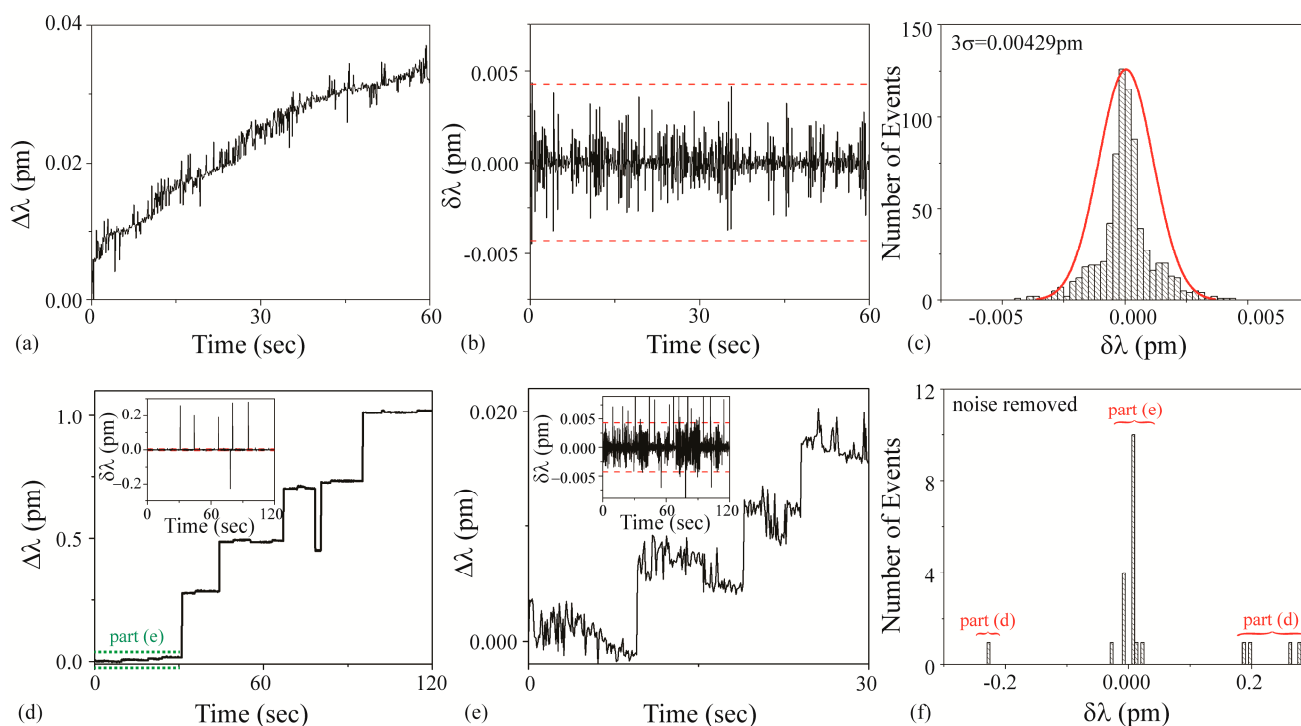 0.04
0.02
0.00
Δλ (pm)
0
30
60
Time (sec)
(a)
0.005
0.000
-0.005
δλ (pm)
0
30
60
Time (sec)
(b)
3σ=0.00429pm
150
100
50
0
Number of Events
-0.005
0.000
0.005
δλ (pm)
(c)
1.0
0.5
0.0
Δλ (pm)
0.2
0.0
−0.2
δλ (pm)
0
60
120
Time (sec)
part (e)
0
60
120
Time (sec)
(d)
0.020
0.000
Δλ (pm)
0.005
0.000
−0.005
δλ (pm)
0
60
120
Time (sec)
0
30
Time (sec)
(e)
noise removed
part (e)
part (d)
part (d)
12
8
4
0
Number of Events
-0.2
0.000
0.2
δλ (pm)
(f)